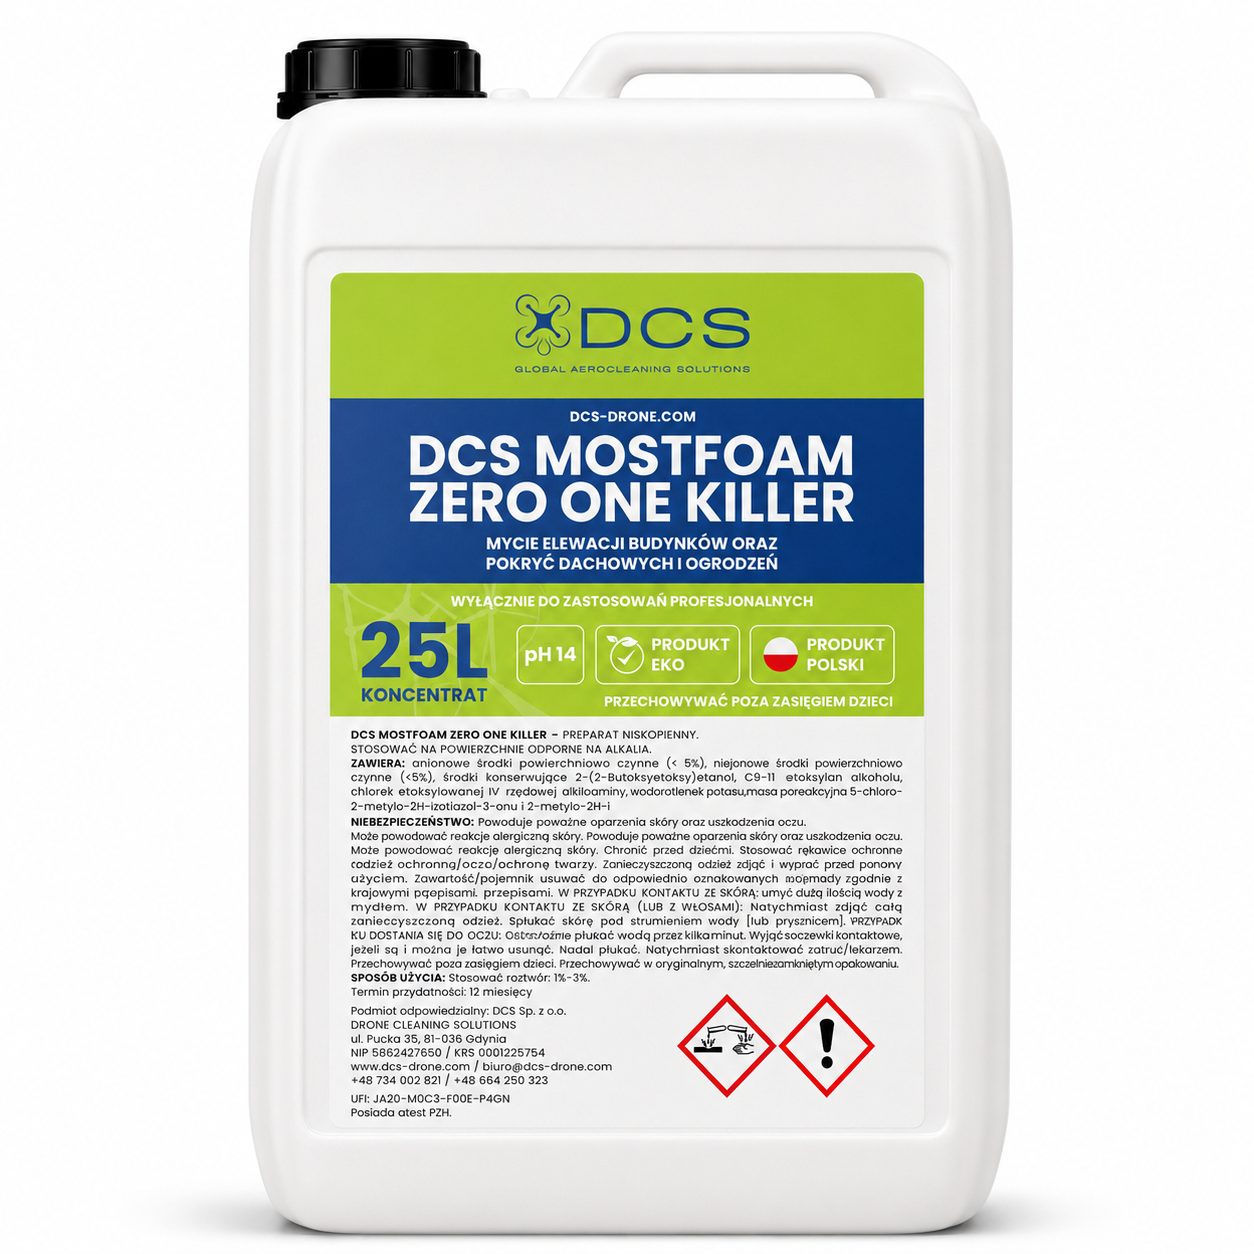 DCS
GLOBAL AEROCLEANING SOLUTIONS
DCS-DRONE.COM
DCS MOSTFOAM
ZERO ONE KILLER
MYCIE ELEWACJI BUDYNKÓW ORAZ
POKRYĆ DACHOWYCH I OGRODZEŃ
WYŁĄCZNIE DO ZASTOSOWAŃ PROFESJONALNYCH
25L
KONCENTRAT
pH 14
PRODUKT
EKO
PRODUKT
POLSKI
PRZECHOWYWAĆ POZA ZASIĘGIEM DZIECI
DCS MOSTFOAM ZERO ONE KILLER – PREPARAT NISKOPIENNY.
STOSOWAĆ NA POWIERZCHNIE ODPORNE NA ALKALIA.
ZAWIERA: anionowe środki powierchniowo czynne (< 5%), niejonowe środki powierzchniowo
czynne (<5%), środki konserwujące 2-(2-Butoksyetoksy)etanol, C9-11 etoksylan alkoholu,
chlorek etoksylowanej IV rzędowej alkiloaminy, wodorotlenek potasu,masa poreakcyjna 5-chloro-
2-metylo-2H-izotiazol-3-onu i 2-metylo-2H-i
NIEBEZPIECZEŃSTWO: Powoduje poważne oparzenia skóry oraz uszkodzenia oczu.
Może powodować reakcje alergiczną skóry. Powoduje poważne oparzenia skóry oraz uszkodzenia oczu.
Może powodować reakcję alergiczną skóry. Chronić przed dziećmi. Stosować rękawice ochronne
odzież ochronną/oczo/ochronę twarzy. Zanieczyszczoną odzież zdjąć i wyprać przed
użyciem. Zawartość/pojemnik usuwać do odpowiednio oznakowanych zgodnie z
krajowymi przepisami. W PRZYPADKU KONTAKTU ZE SKÓRĄ: umyć dużą ilością wody z
mydłem. W PRZYPADKU KONTAKTU ZE SKÓRĄ (LUB Z WŁOSAMI): Natychmiast zdjąć całą
zanieccyszczoną odzież. Spłukać skórę pod strumieniem wody [lub prysznicem]. PRZYPADK
KU DOSTANIA SIĘ DO OCZU: płukać wodą przez kilka minut. Wyjąć soczewki kontaktowe,
jeżeli są i można je łatwo usunąć. Nadal płukać. Natychmiast skontaktować zatruć/lekarzem.
Przechowywać poza zasięgiem dzieci. Przechowywać w oryginalnym, szczelniezamkniętym opakowaniu.
SPOSÓB UŻYCIA: Stosować roztwór: 1%-3%.
Termin przydatności: 12 miesięcy
Podmiot odpowiedzialny: DCS Sp. z o.o.
DRONE CLEANING SOLUTIONS
ul. Pucka 35, 81-036 Gdynia
NIP 5862427650 / KRS 0001225754
www.dcs-drone.com / biuro@dcs-drone.com
+48 734 002 821 / +48 664 250 323
UFI: JA20-M0C3-F00E-P4GN
Posiada atest PZH.